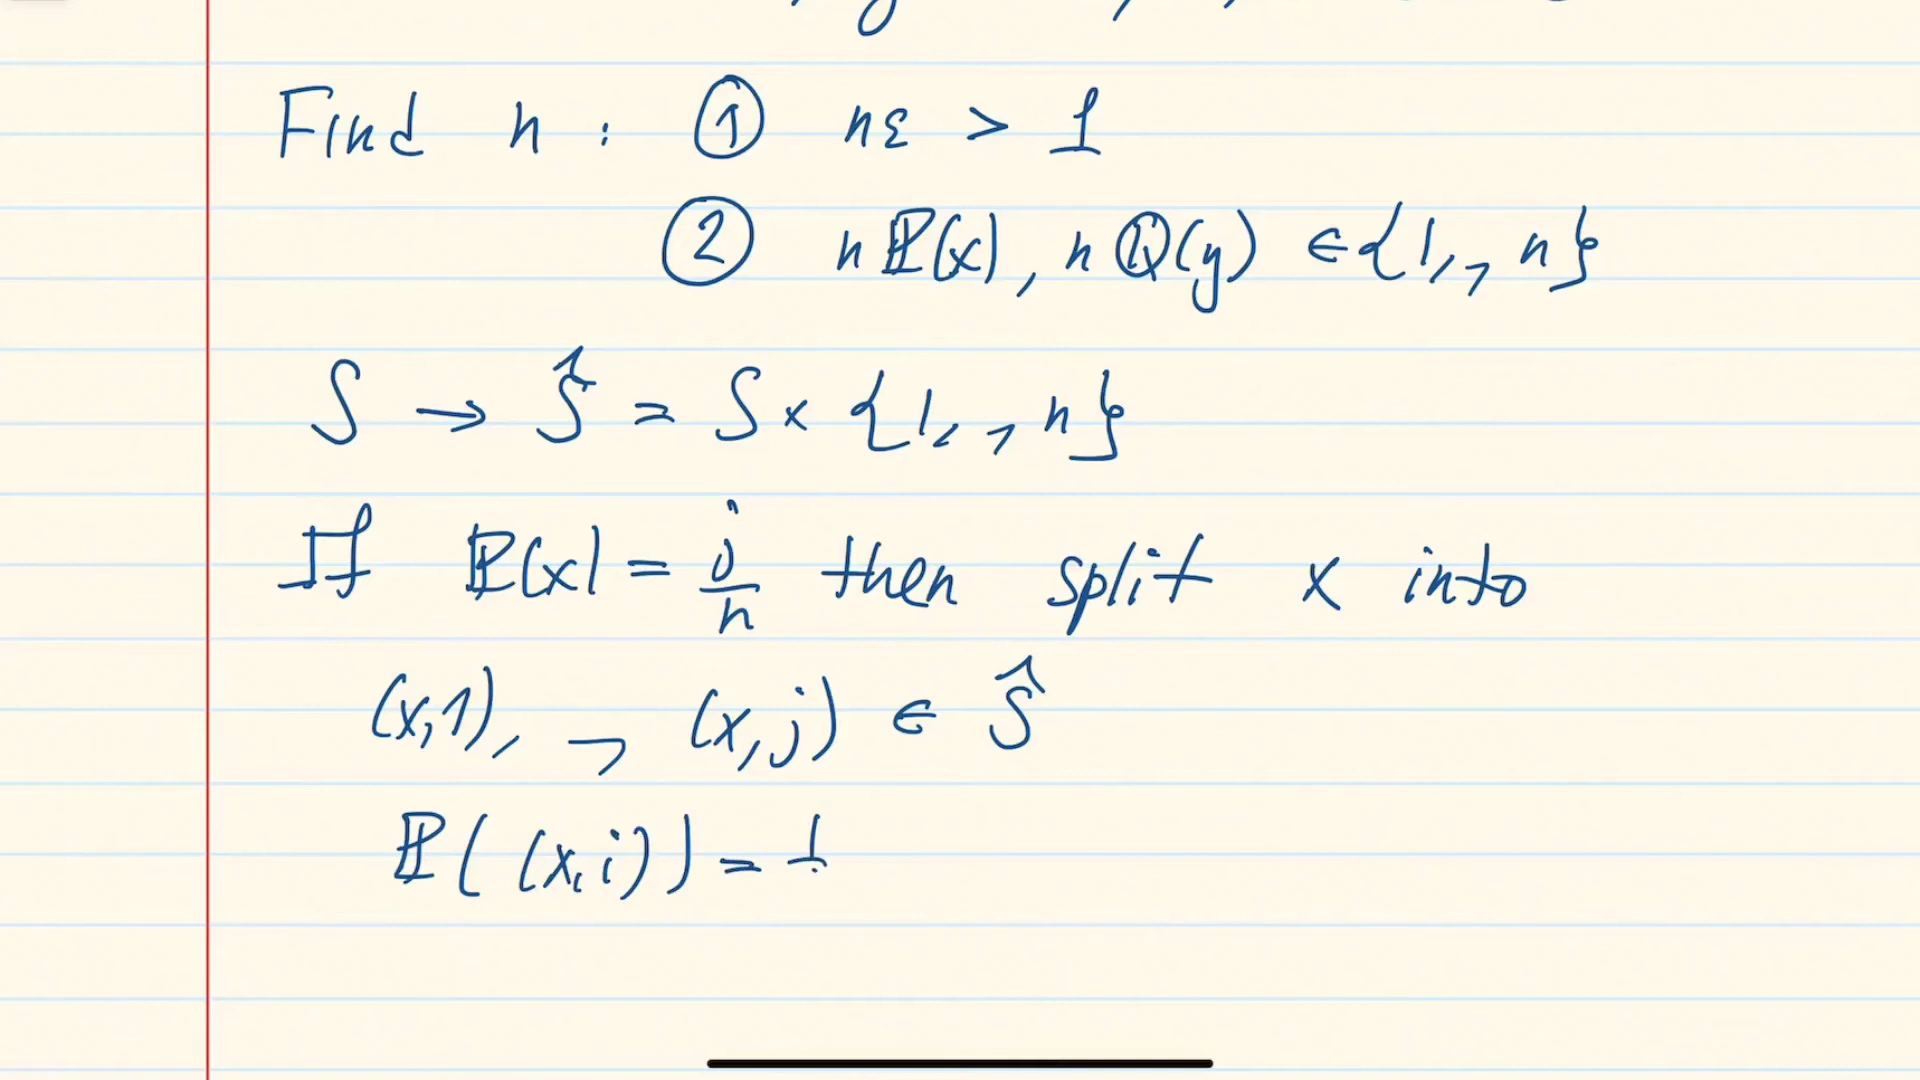 Find n : ① nε > 1
② nℙ(x), nℚ(y) ∈ {1,..,n}
S → Ŝ = S × {1,..,n}
If ℙ(x) = j/n then split x into
(x,1), .., (x,j) ∈ Ŝ
ℙ((x,i)) = 1